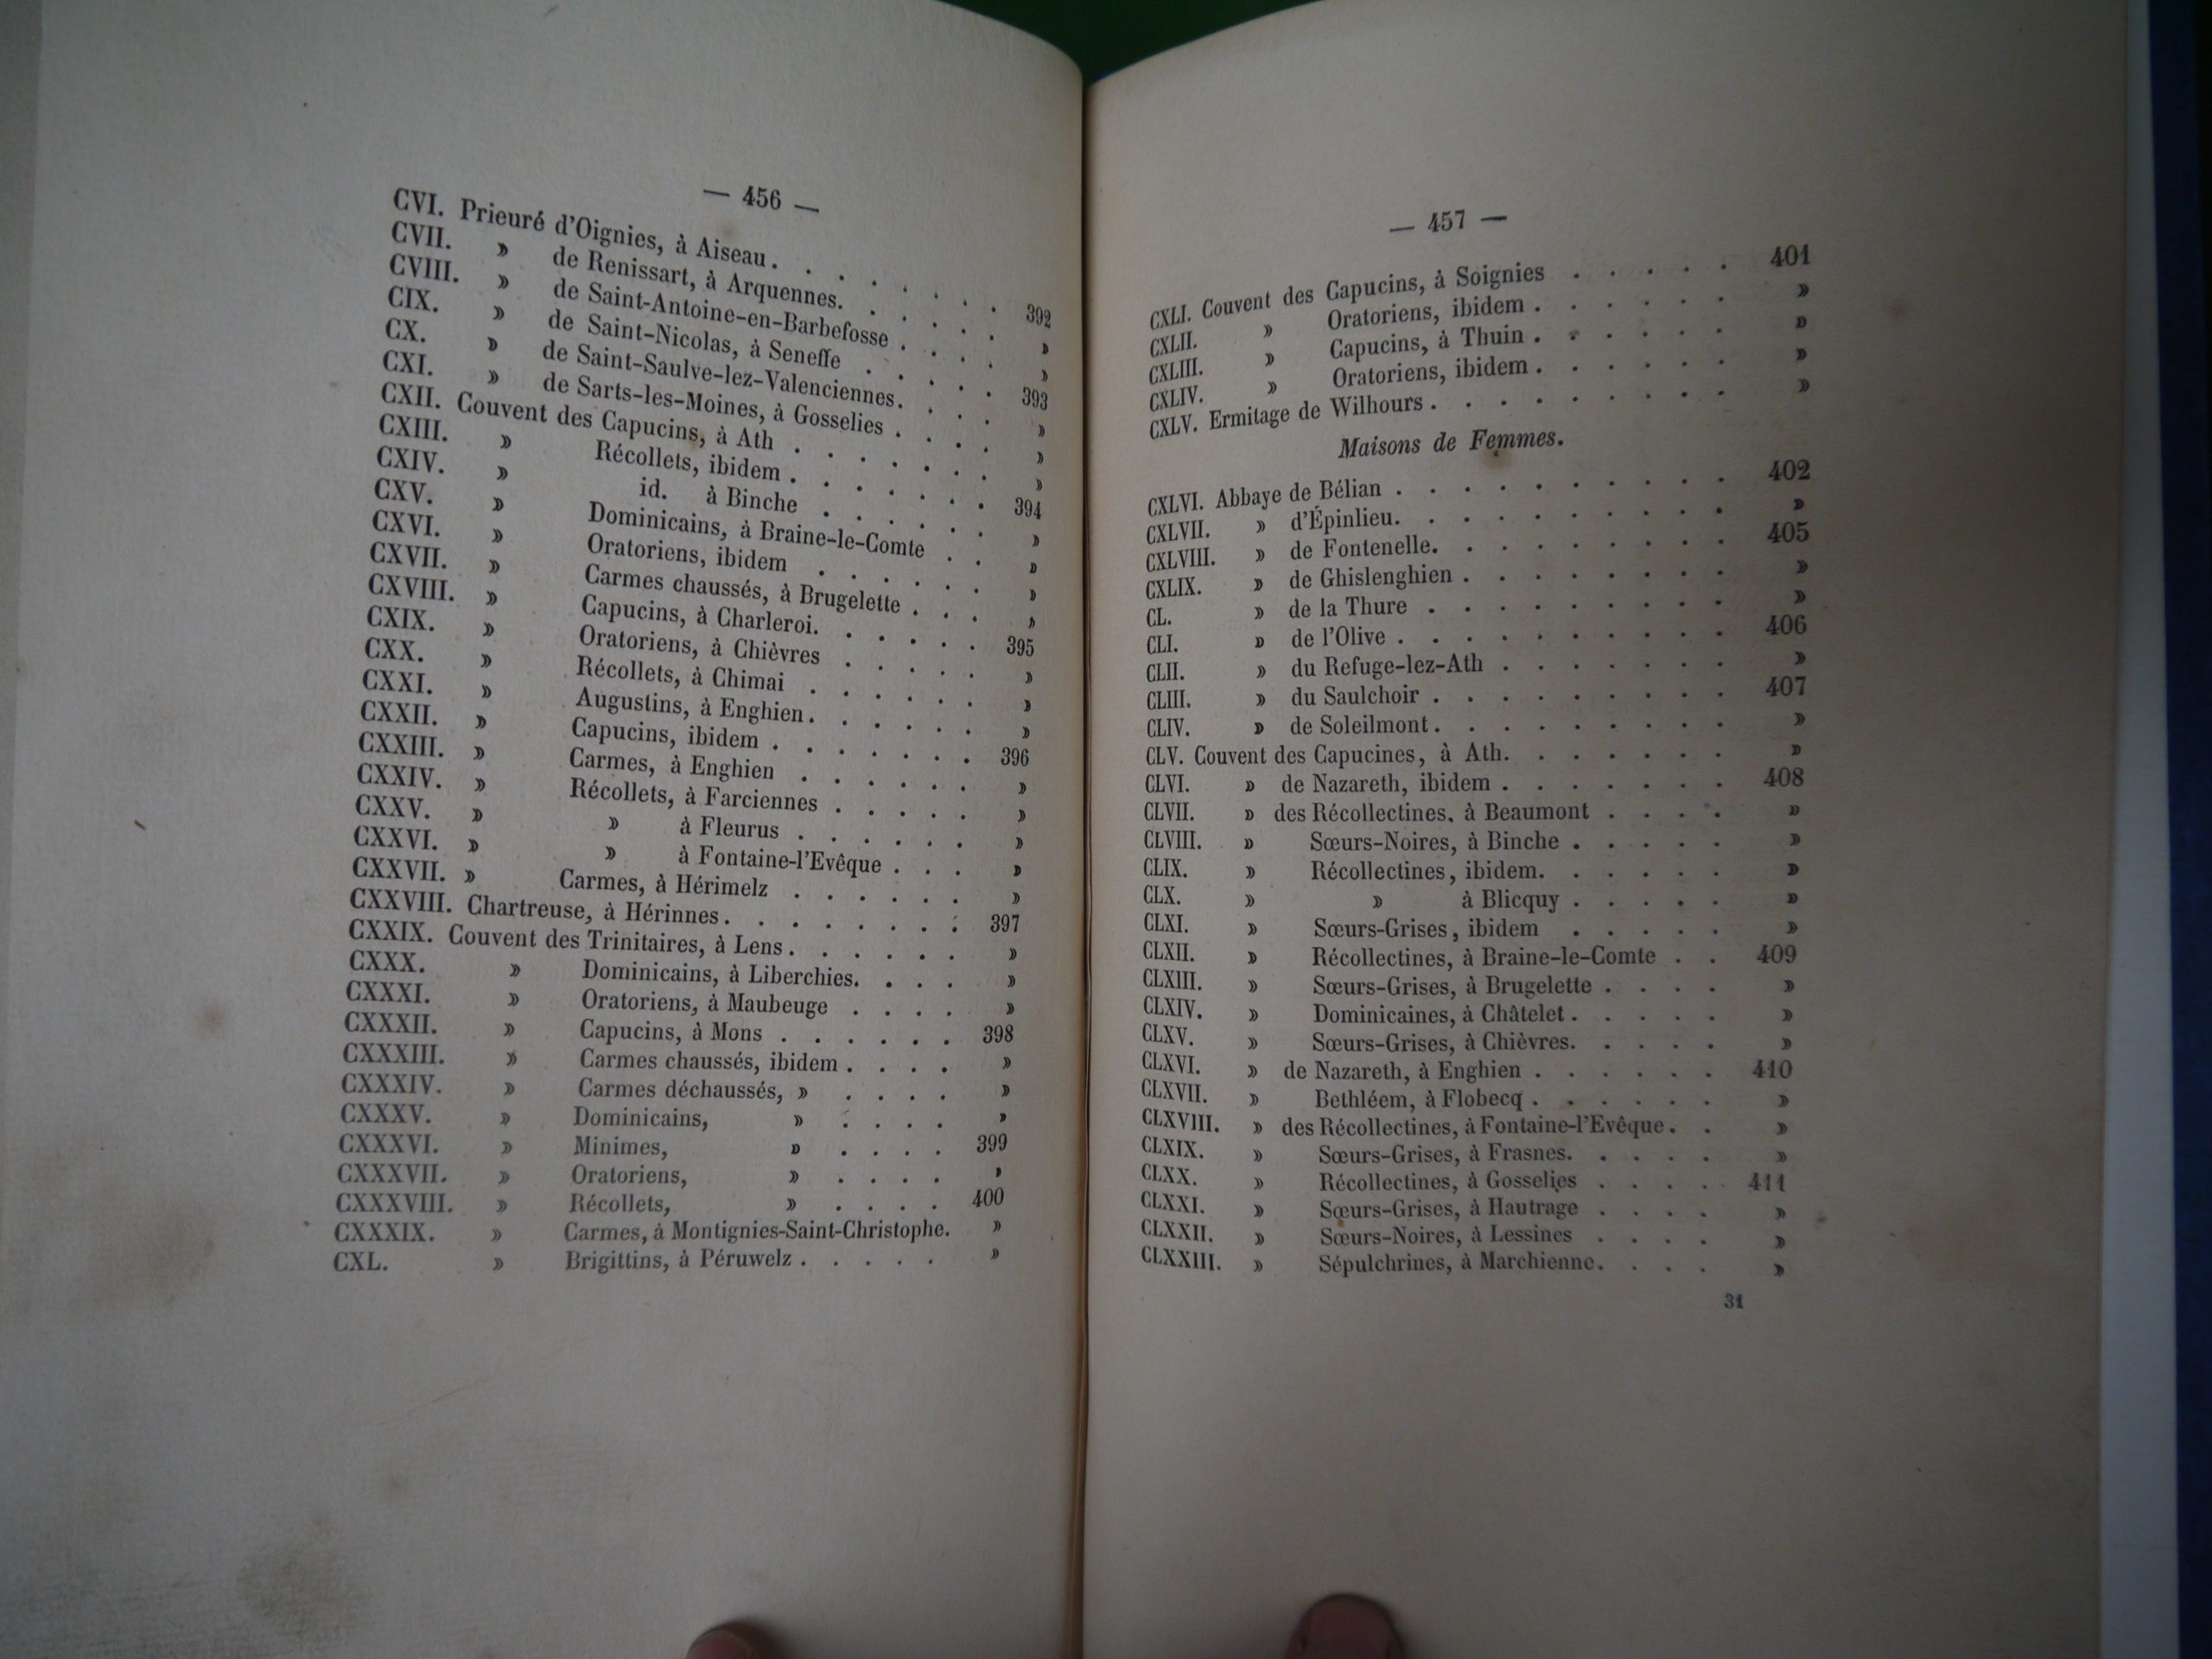 — 456 —
CVI. Prieuré d'Oignies, à Aiseau. . . . . . . . 392
CVII. » de Renissart, à Arquennes. . . . . . »
CVIII. » de Saint-Antoine-en-Barbefosse . . . . »
CIX. » de Saint-Nicolas, à Seneffe . . . . . 393
CX. » de Saint-Saulve-lez-Valenciennes. . . . »
CXI. » de Sarts-les-Moines, à Gosselies . . . . »
CXII. Couvent des Capucins, à Ath . . . . . . . »
CXIII. » Récollets, ibidem . . . . . . . 394
CXIV. » id. à Binche . . . . . . »
CXV. » Dominicains, à Braine-le-Comte . . »
CXVI. » Oratoriens, ibidem . . . . . . »
CXVII. » Carmes chaussés, à Brugelette . . . »
CXVIII. » Capucins, à Charleroi. . . . . . 395
CXIX. » Oratoriens, à Chièvres . . . . . »
CXX. » Récollets, à Chimai . . . . . . »
CXXI. » Augustins, à Enghien. . . . . . »
CXXII. » Capucins, ibidem . . . . . . . 396
CXXIII. » Carmes, à Enghien . . . . . . »
CXXIV. » Récollets, à Farciennes . . . . . »
CXXV. » » à Fleurus . . . . . . »
CXXVI. » » à Fontaine-l'Evêque . . . »
CXXVII. » Carmes, à Hérimelz . . . . . . »
CXXVIII. Chartreuse, à Hérinnes. . . . . . . . 397
CXXIX. Couvent des Trinitaires, à Lens. . . . . . »
CXXX. » Dominicains, à Liberchies. . . . »
CXXXI. » Oratoriens, à Maubeuge . . . . »
CXXXII. » Capucins, à Mons . . . . . . 398
CXXXIII. » Carmes chaussés, ibidem . . . . »
CXXXIV. » Carmes déchaussés, » . . . . »
CXXXV. » Dominicains, » . . . . »
CXXXVI. » Minimes, » . . . . 399
CXXXVII. » Oratoriens, » . . . . »
CXXXVIII. » Récollets, » . . . . 400
CXXXIX. » Carmes, à Montignies-Saint-Christophe. »
CXL. » Brigittins, à Péruwelz . . . . . »
— 457 —
CXLI. Couvent des Capucins, à Soignies . . . . . 401
CXLII. » Oratoriens, ibidem . . . . . . »
CXLIII. » Capucins, à Thuin . . . . . . »
CXLIV. » Oratoriens, ibidem . . . . . . »
CXLV. Ermitage de Wilhours . . . . . . . . . »
Maisons de Femmes.
CXLVI. Abbaye de Bélian . . . . . . . . . . 402
CXLVII. » d'Épinlieu. . . . . . . . . . »
CXLVIII. » de Fontenelle. . . . . . . . . 405
CXLIX. » de Ghislenghien . . . . . . . . »
CL. » de la Thure . . . . . . . . . »
CLI. » de l'Olive . . . . . . . . . . 406
CLII. » du Refuge-lez-Ath . . . . . . . »
CLIII. » du Saulchoir . . . . . . . . . 407
CLIV. » de Soleilmont. . . . . . . . . »
CLV. Couvent des Capucines, à Ath. . . . . . . »
CLVI. » de Nazareth, ibidem . . . . . . . 408
CLVII. » des Récollectines, à Beaumont . . . . »
CLVIII. » Sœurs-Noires, à Binche . . . . . »
CLIX. » Récollectines, ibidem. . . . . . »
CLX. » » à Blicquy . . . . . »
CLXI. » Sœurs-Grises, ibidem . . . . . »
CLXII. » Récollectines, à Braine-le-Comte . . 409
CLXIII. » Sœurs-Grises, à Brugelette . . . . »
CLXIV. » Dominicaines, à Châtelet . . . . . »
CLXV. » Sœurs-Grises, à Chièvres. . . . . »
CLXVI. » de Nazareth, à Enghien . . . . . . 410
CLXVII. » Bethléem, à Flobecq . . . . . . »
CLXVIII. » des Récollectines, à Fontaine-l'Evêque. . »
CLXIX. » Sœurs-Grises, à Frasnes. . . . . »
CLXX. » Récollectines, à Gosselies . . . . 411
CLXXI. » Sœurs-Grises, à Hautrage . . . . »
CLXXII. » Sœurs-Noires, à Lessines . . . . »
CLXXIII. » Sépulchrines, à Marchienne. . . . »
31